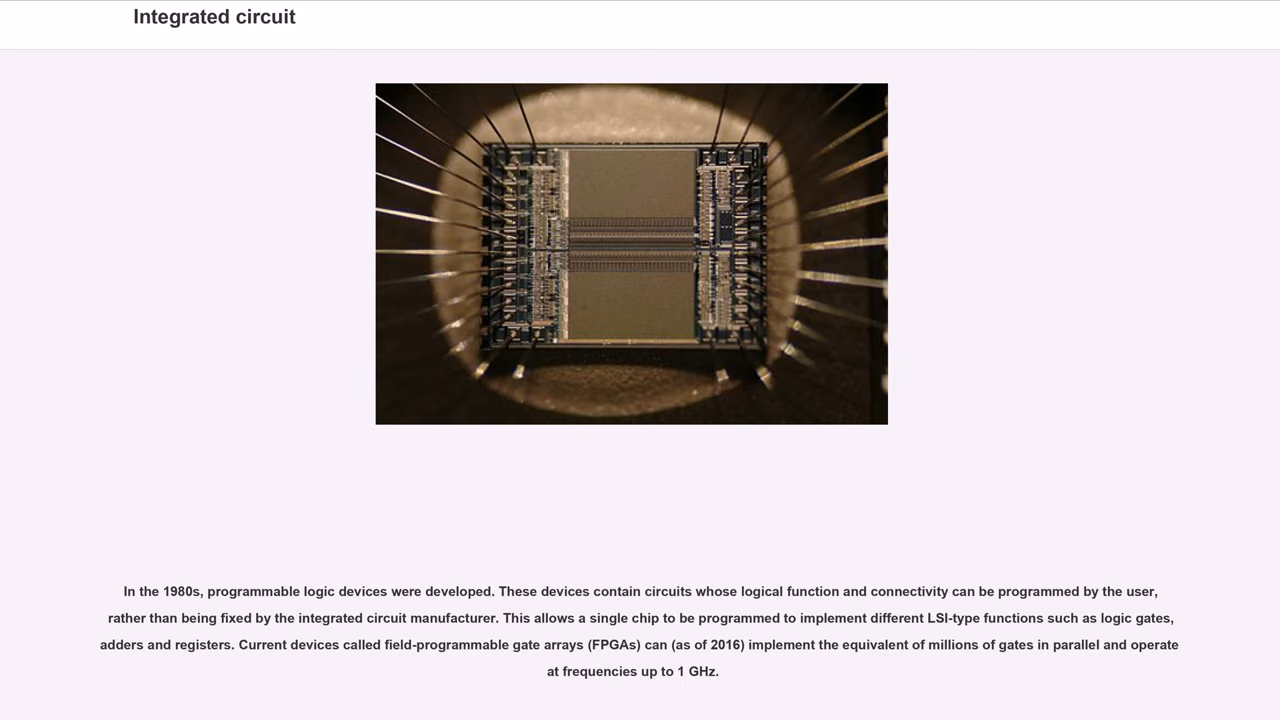 Integrated circuit
In the 1980s, programmable logic devices were developed. These devices contain circuits whose logical function and connectivity can be programmed by the user,
rather than being fixed by the integrated circuit manufacturer. This allows a single chip to be programmed to implement different LSI-type functions such as logic gates,
adders and registers. Current devices called field-programmable gate arrays (FPGAs) can (as of 2016) implement the equivalent of millions of gates in parallel and operate
at frequencies up to 1 GHz.